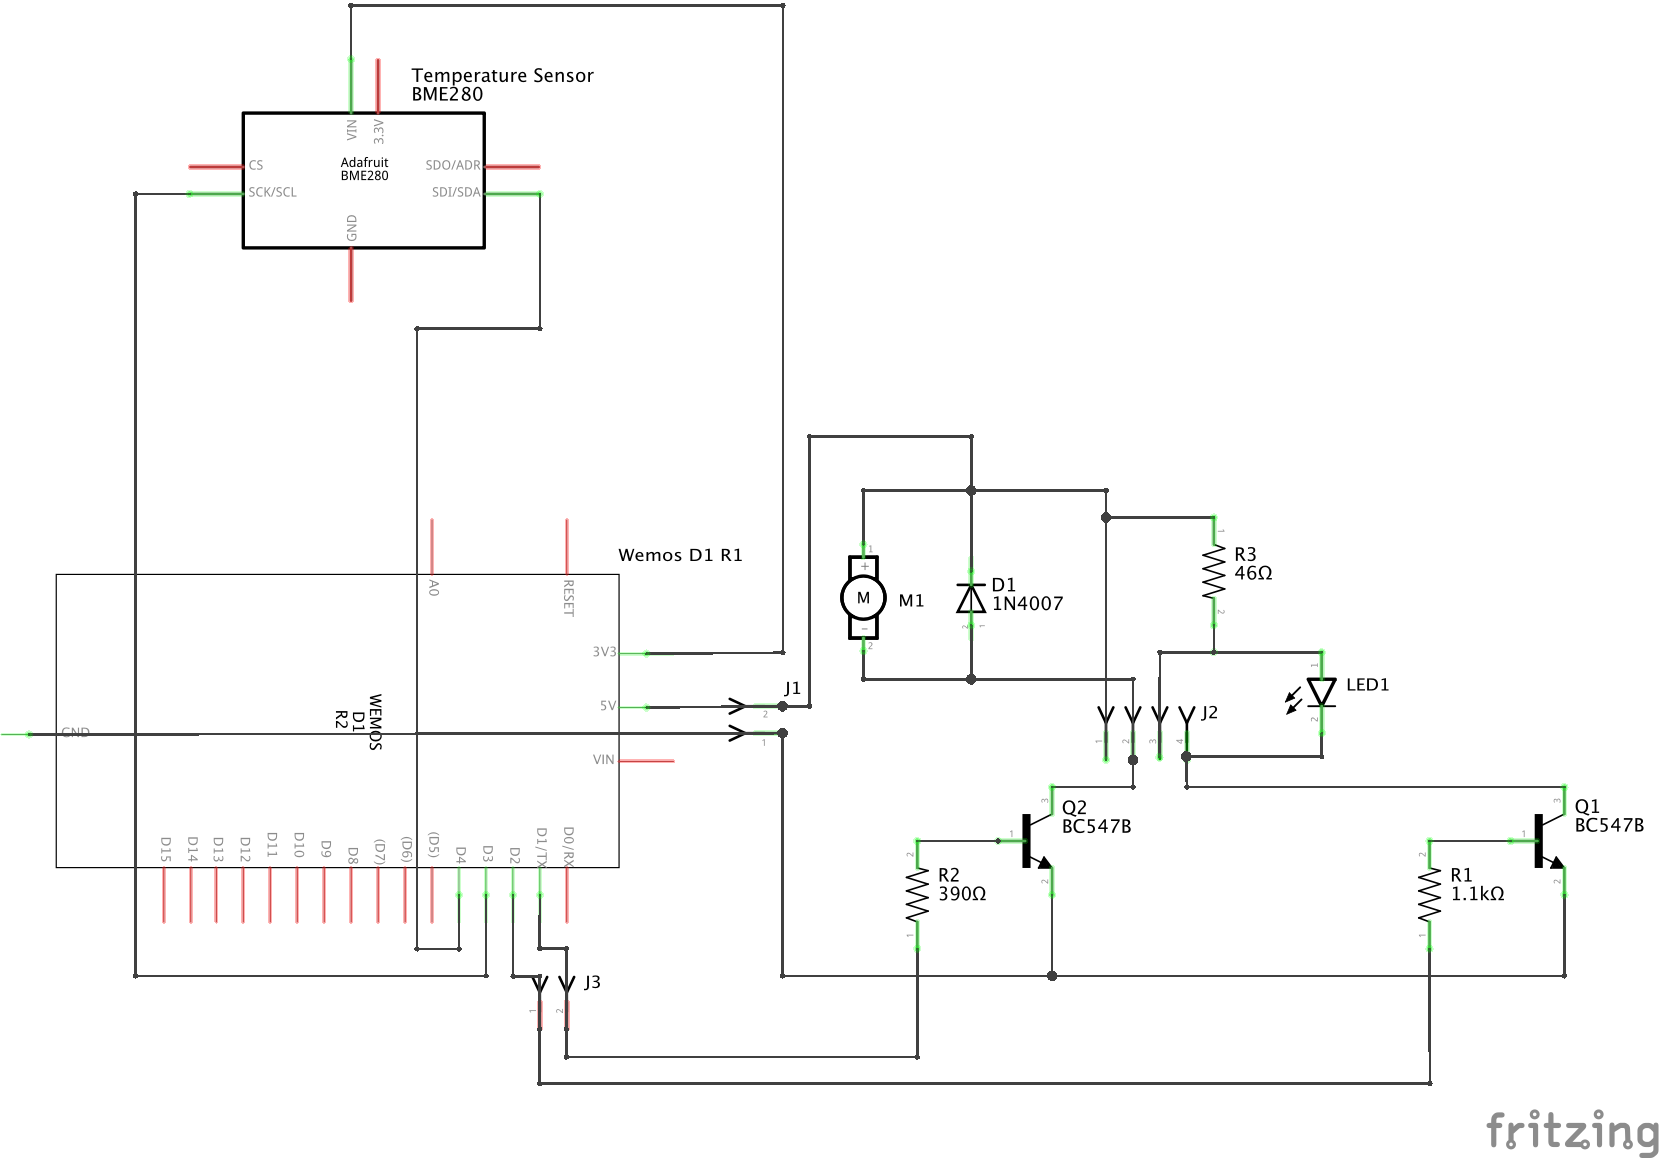 Temperature Sensor
BME280
VIN
3.3V
Adafruit
BME280
CS
SDO/ADR
SCK/SCL
SDI/SDA
GND
Wemos D1 R1
A0
RESET
3V3
5V
VIN
GND
WEMOS
D1
R2
D15
D14
D13
D12
D11
D10
D9
D8
(D7)
(D6)
(D5)
D4
D3
D2
D1/TX
D0/RX
J1
2
1
M1
1
+
M
-
2
D1
1N4007
2
1
R3
46Ω
1
2
LED1
1
2
J2
1
2
3
4
Q2
BC547B
3
1
2
Q1
BC547B
3
1
2
R2
390Ω
2
1
R1
1.1kΩ
2
1
J3
1
2
fritzing